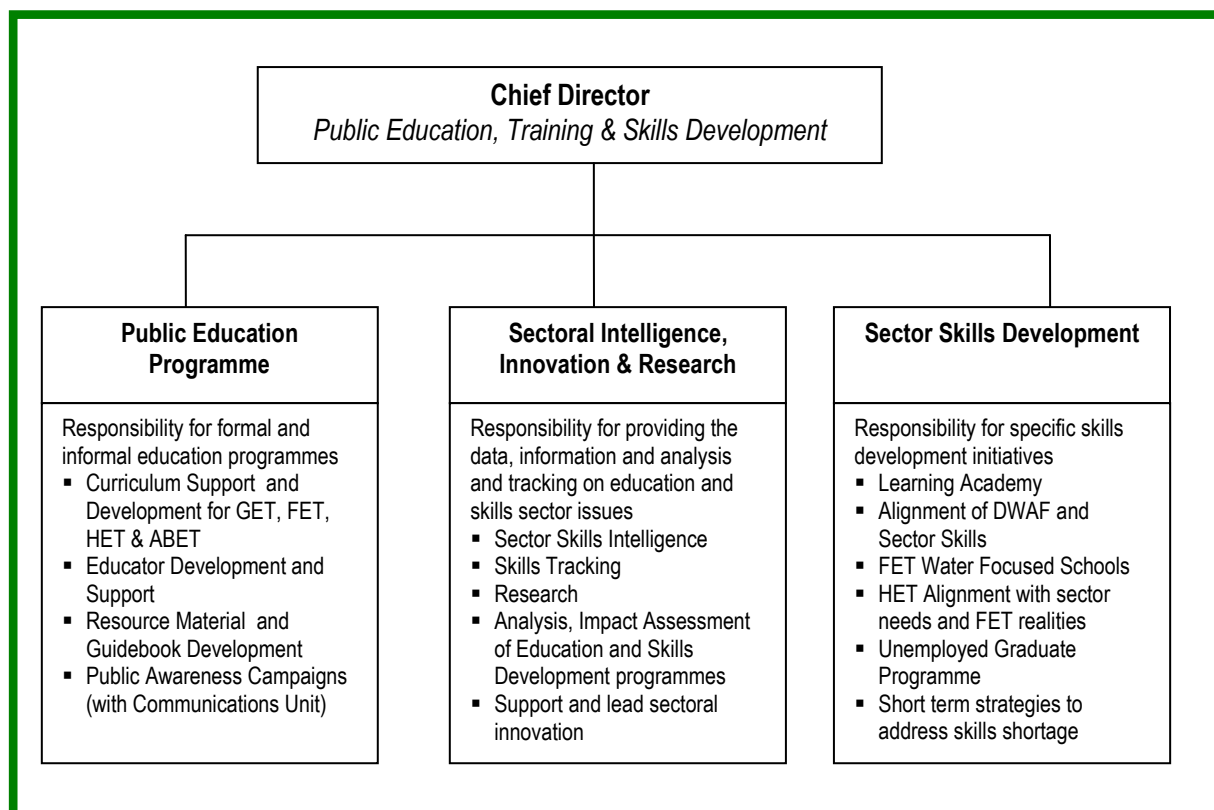 Chief Director
Public Education, Training & Skills Development
Public Education
Programme
Responsibility for formal and
informal education programmes
▪ Curriculum Support and
Development for GET, FET,
HET & ABET
▪ Educator Development and
Support
▪ Resource Material and
Guidebook Development
▪ Public Awareness Campaigns
(with Communications Unit)
Sectoral Intelligence,
Innovation & Research
Responsibility for providing the
data, information and analysis
and tracking on education and
skills sector issues
▪ Sector Skills Intelligence
▪ Skills Tracking
▪ Research
▪ Analysis, Impact Assessment
of Education and Skills
Development programmes
▪ Support and lead sectoral
innovation
Sector Skills Development
Responsibility for specific skills
development initiatives
▪ Learning Academy
▪ Alignment of DWAF and
Sector Skills
▪ FET Water Focused Schools
▪ HET Alignment with sector
needs and FET realities
▪ Unemployed Graduate
Programme
▪ Short term strategies to
address skills shortage